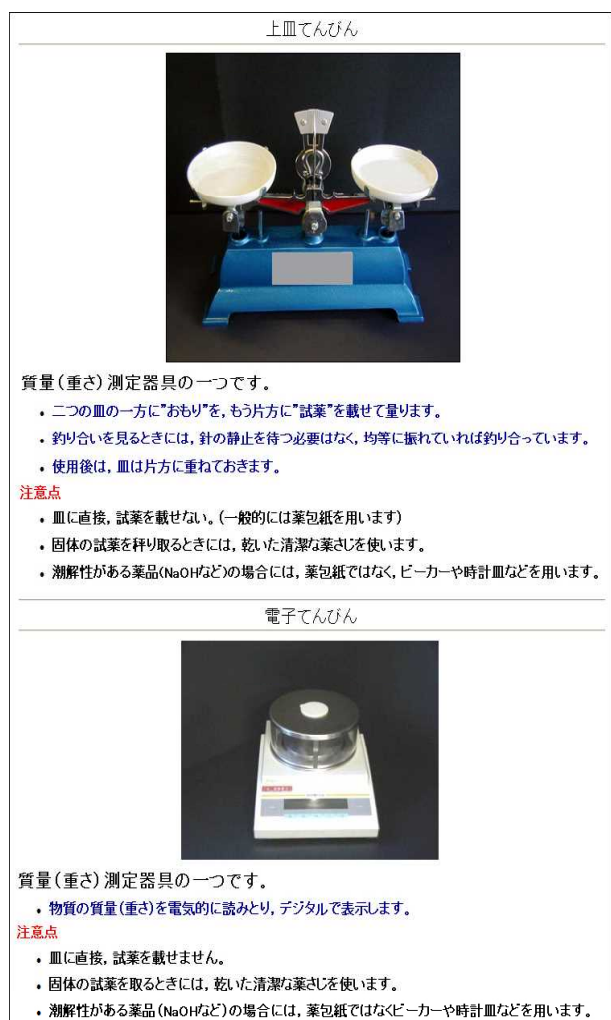 上皿てんびん
質量(重さ)測定器具の一つです。
• 二つの皿の一方に"おもり"を,もう片方に"試薬"を載せて量ります。
• 釣り合いを見るときには,針の静止を待つ必要はなく,均等に振れていれば釣り合っています。
• 使用後は,皿は片方に重ねておきます。
注意点
• 皿に直接,試薬を載せない。(一般的には薬包紙を用います)
• 固体の試薬を秤り取るときには,乾いた清潔な薬さじを使います。
• 潮解性がある薬品(NaOHなど)の場合には,薬包紙ではなく,ビーカーや時計皿などを用います。
電子てんびん
質量(重さ)測定器具の一つです。
• 物質の質量(重さ)を電気的に読みとり,デジタルで表示します。
注意点
• 皿に直接,試薬を載せません。
• 固体の試薬を取るときには,乾いた清潔な薬さじを使います。
• 潮解性がある薬品(NaOHなど)の場合には,薬包紙ではなくビーカーや時計皿などを用います。